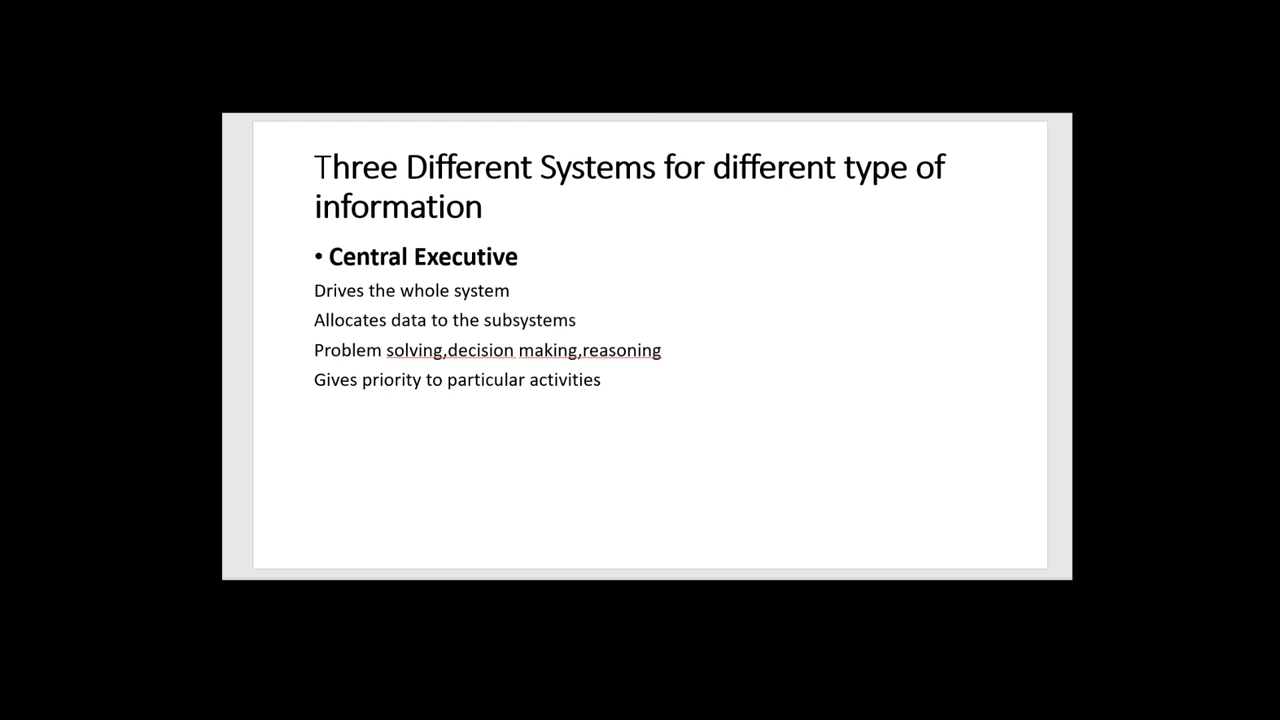 Three Different Systems for different type of
information
• Central Executive
Drives the whole system
Allocates data to the subsystems
Problem solving,decision making,reasoning
Gives priority to particular activities